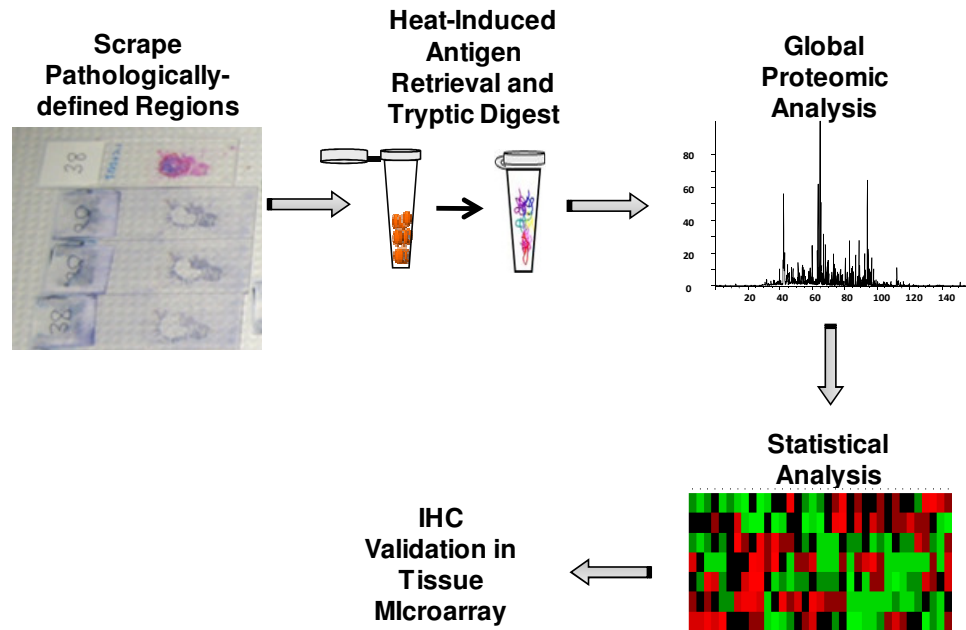 Scrape
Pathologically-
defined Regions
Heat-Induced
Antigen
Retrieval and
Tryptic Digest
Global
Proteomic
Analysis
38
38
80
60
40
20
0
20 40 60 80 100 120 140
Statistical
Analysis
IHC
Validation in
Tissue
MIcroarray